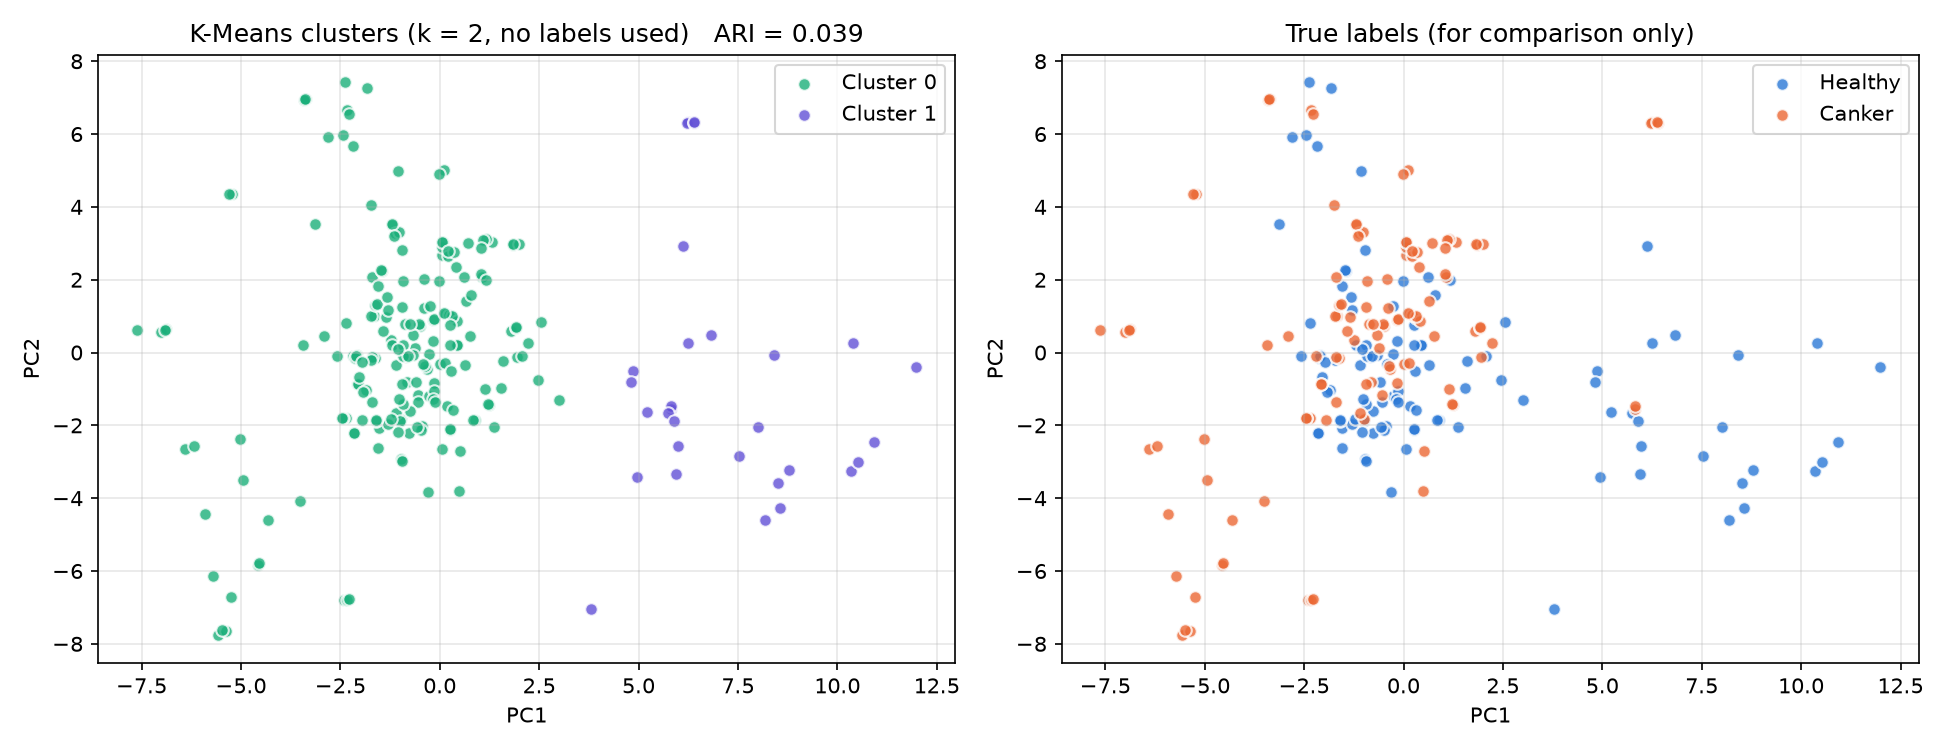 K-Means clusters (k = 2, no labels used)   ARI = 0.039
Cluster 0
Cluster 1
8
6
4
2
0
−2
−4
−6
−8
PC2
−7.5 −5.0 −2.5 0.0 2.5 5.0 7.5 10.0 12.5
PC1
True labels (for comparison only)
Healthy
Canker
8
6
4
2
0
−2
−4
−6
−8
PC2
−7.5 −5.0 −2.5 0.0 2.5 5.0 7.5 10.0 12.5
PC1